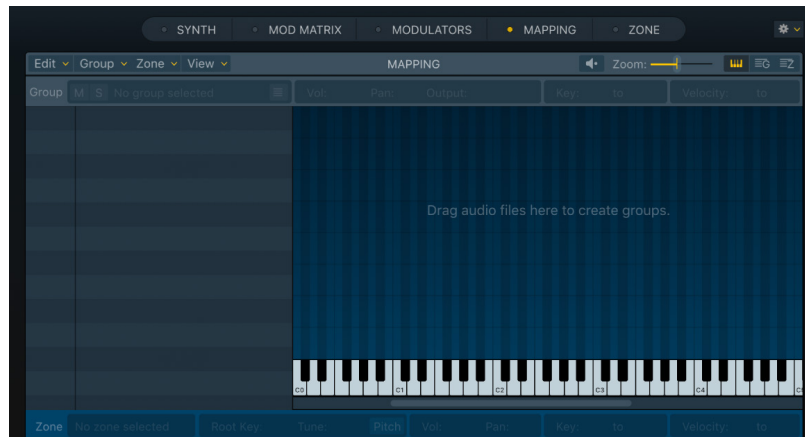 SYNTH MOD MATRIX MODULATORS MAPPING ZONE
Edit Group Zone View MAPPING Zoom:
Group M S No group selected Vol: Pan: Output: Key: to Velocity: to
Drag audio files here to create groups.
C0 C1 C2 C3 C4
Zone No zone selected Root Key: Tune: Pitch Vol: Pan: Key: to Velocity: to